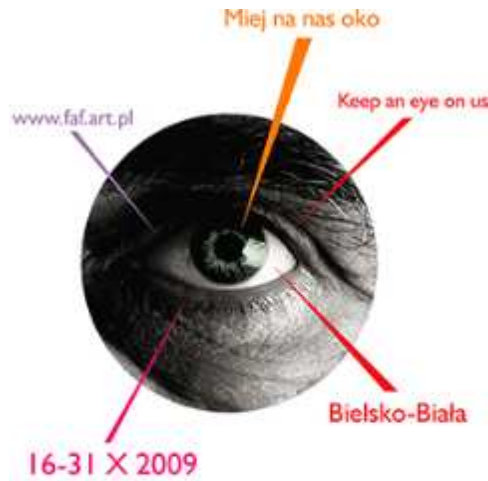 Miej na nas oko
Keep an eye on us
www.faf.art.pl
Bielsko-Biała
16-31 X 2009